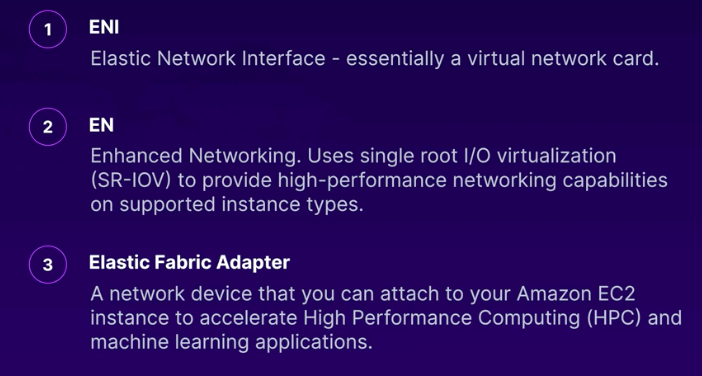 1 ENI
Elastic Network Interface - essentially a virtual network card.
2 EN
Enhanced Networking. Uses single root I/O virtualization
(SR-IOV) to provide high-performance networking capabilities
on supported instance types.
3 Elastic Fabric Adapter
A network device that you can attach to your Amazon EC2
instance to accelerate High Performance Computing (HPC) and
machine learning applications.